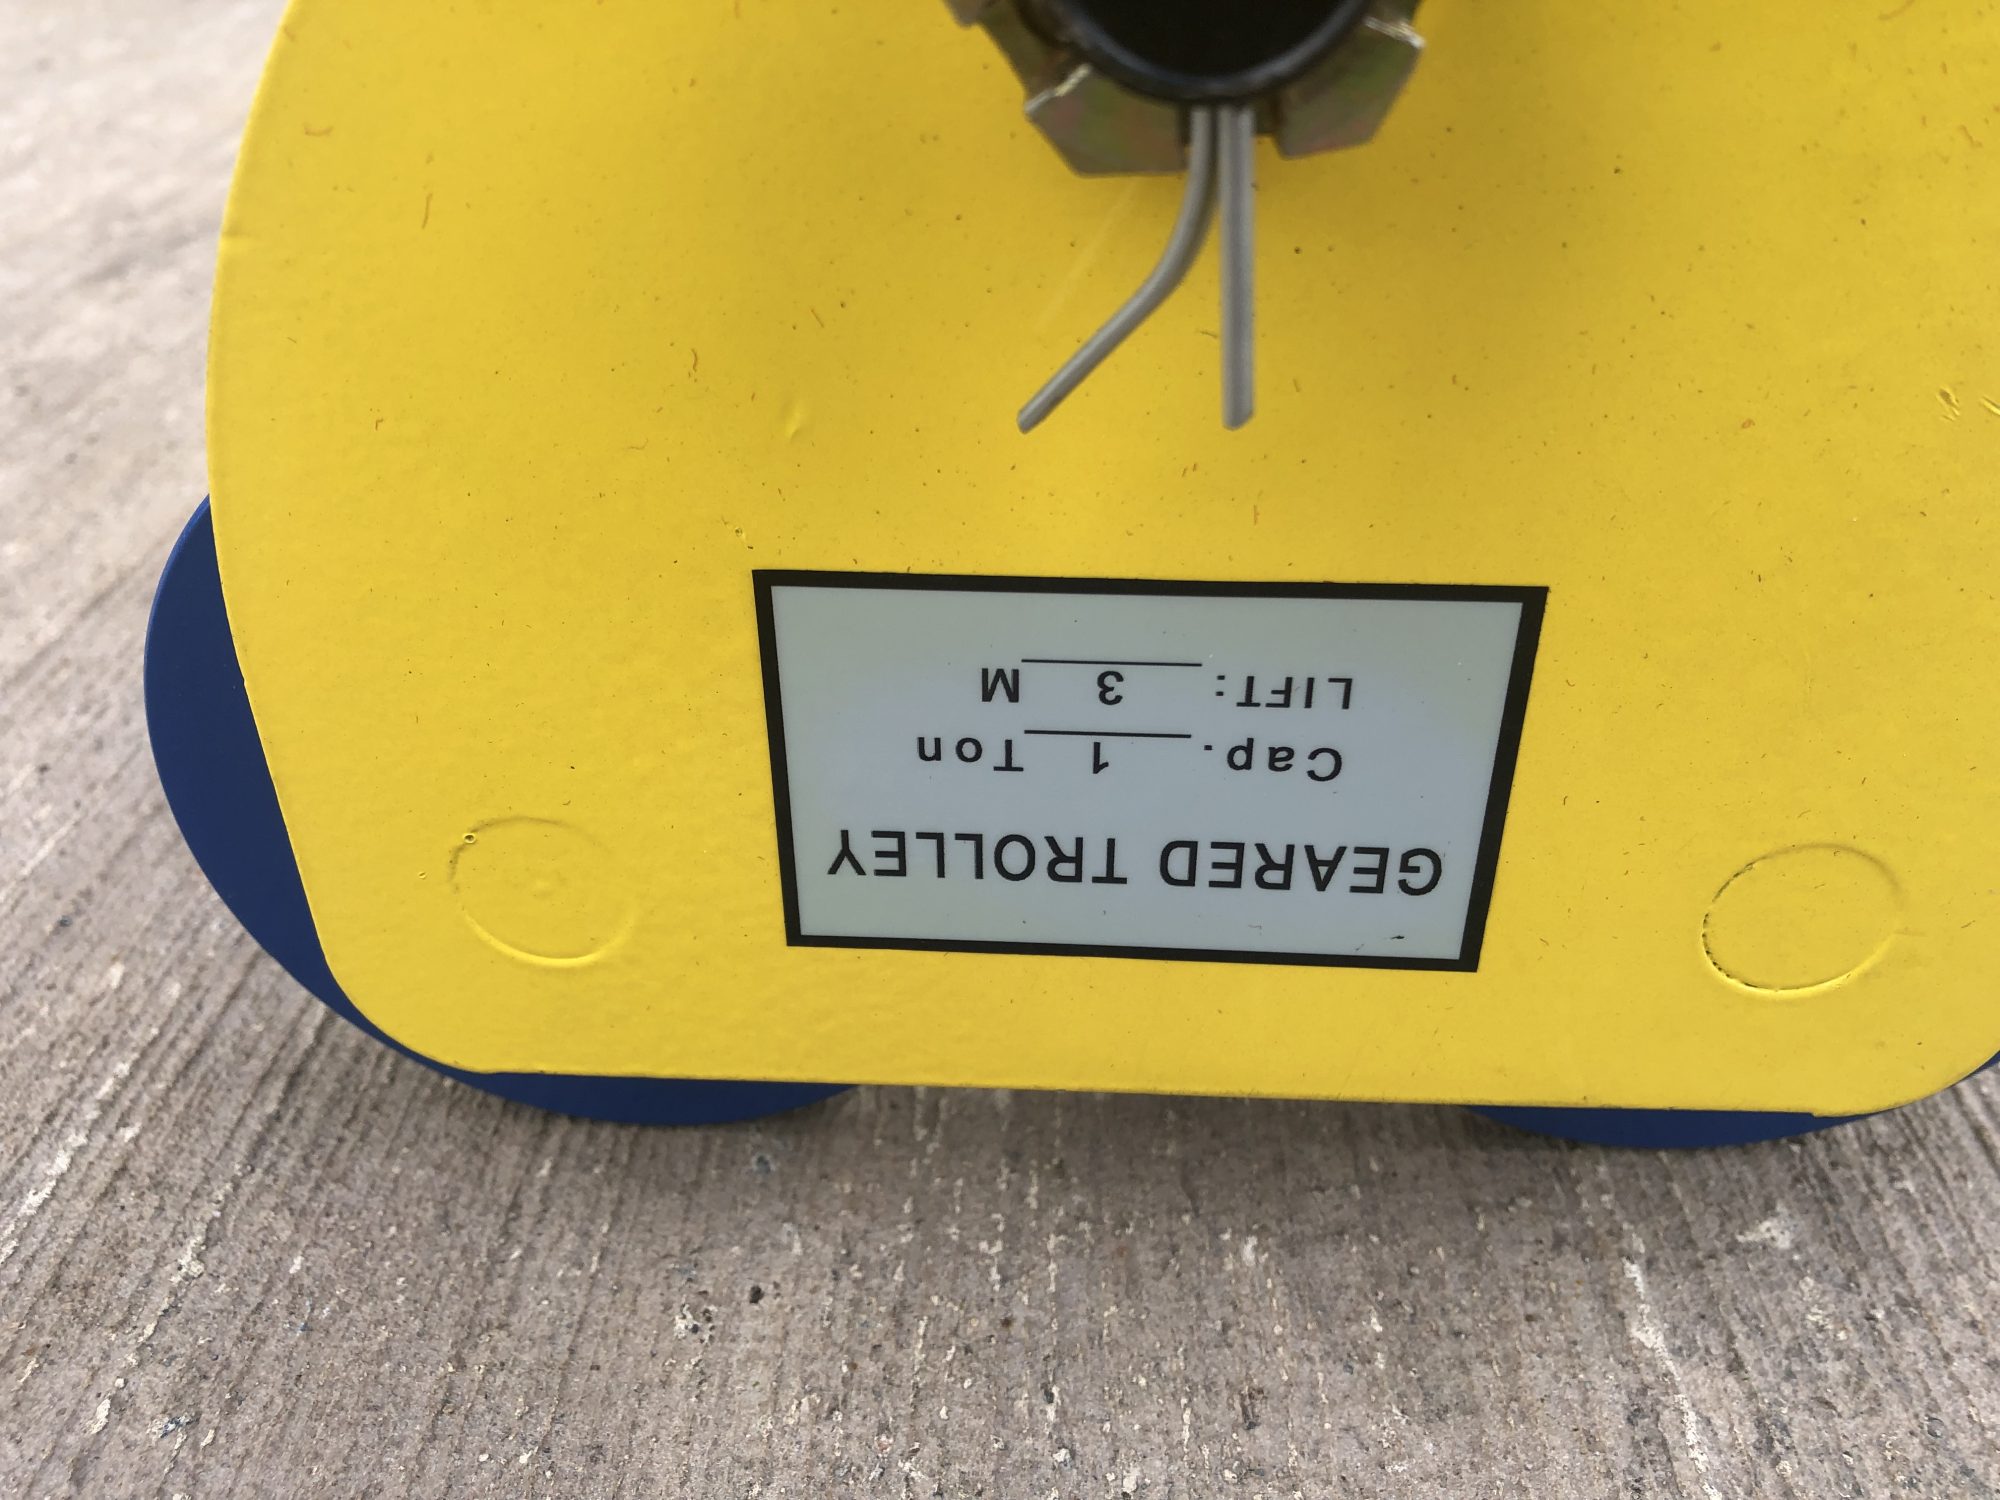 GEARED TROLLEY
Cap. 1 Ton
LIFT: 3 M